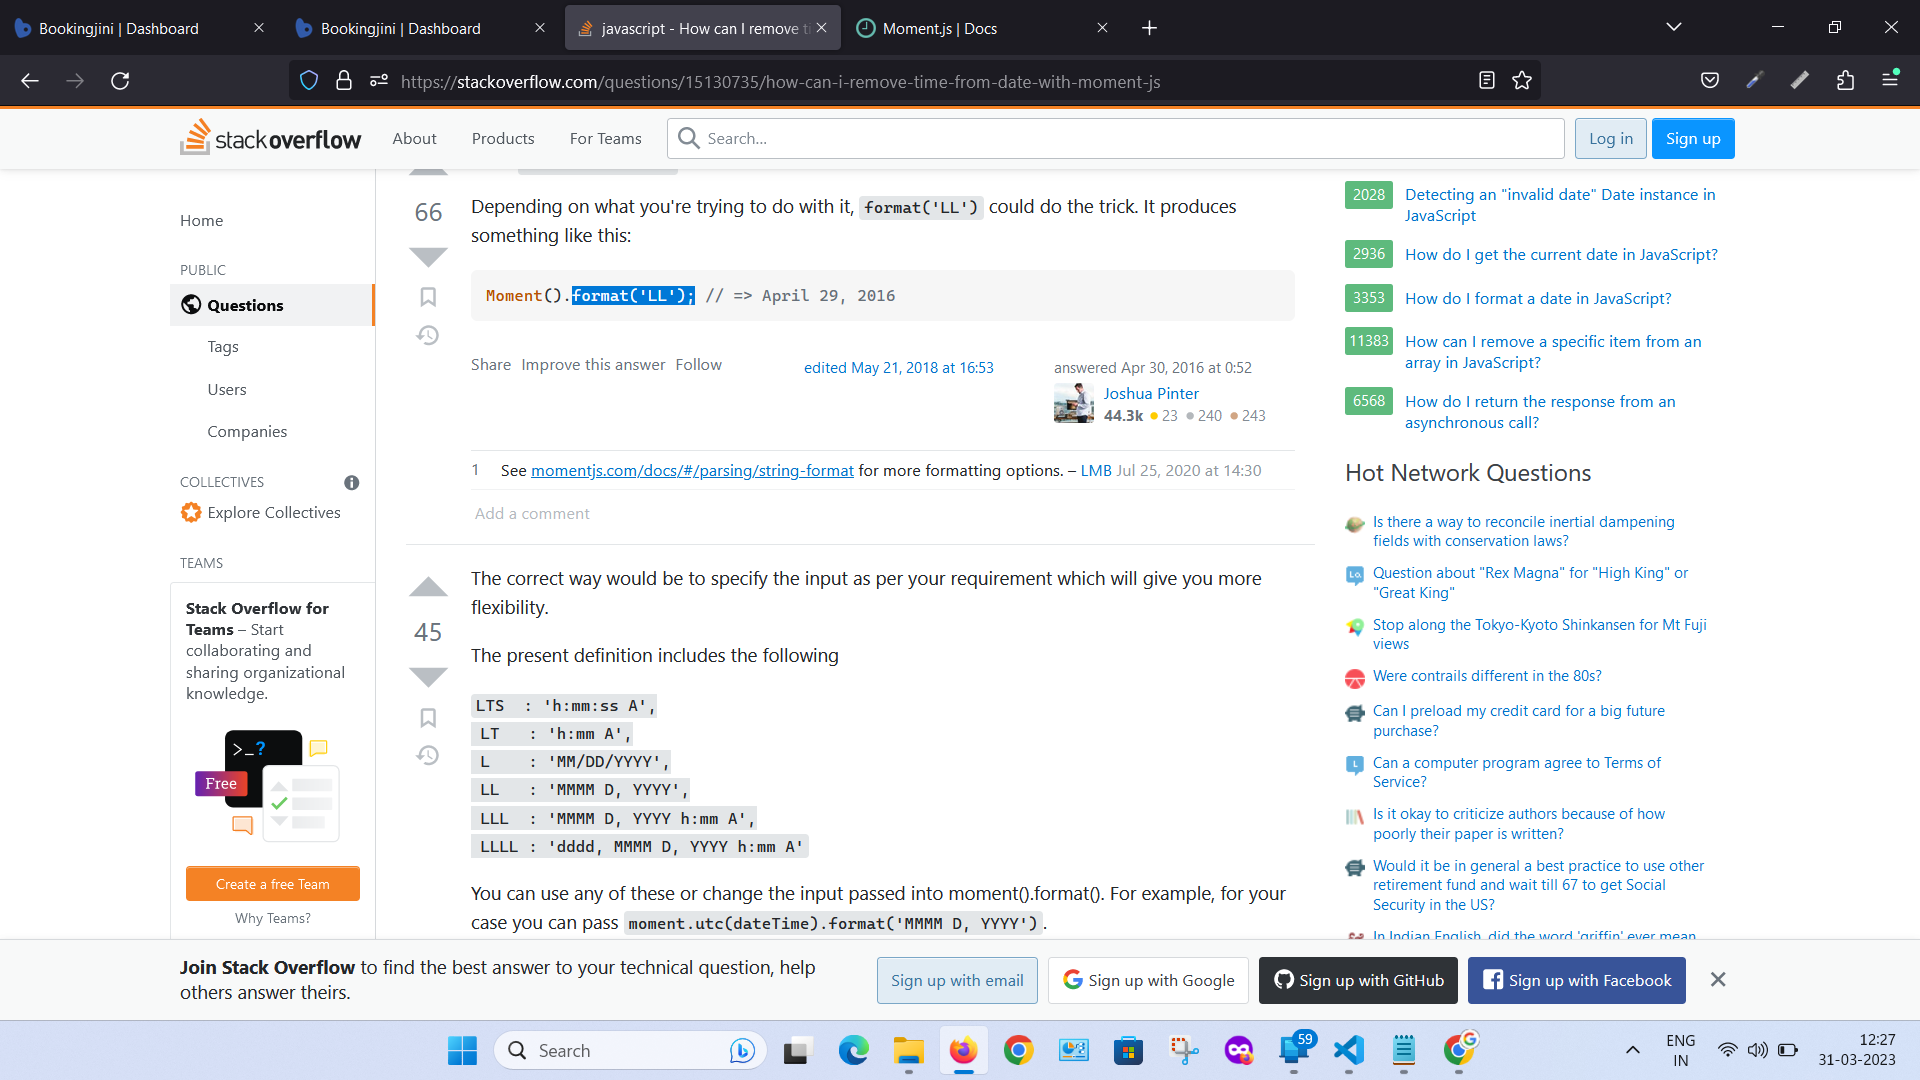 Bookingjini | Dashboard
Bookingjini | Dashboard
javascript - How can I remove ti
Moment.js | Docs
https://stackoverflow.com/questions/15130735/how-can-i-remove-time-from-date-with-moment-js
stackoverflow
About
Products
For Teams
Search...
Log in
Sign up
Home
PUBLIC
Questions
Tags
Users
Companies
COLLECTIVES
Explore Collectives
TEAMS
Stack Overflow for
Teams – Start
collaborating and
sharing organizational
knowledge.
>_?
Free
Create a free Team
Why Teams?
66
Depending on what you're trying to do with it, format('LL') could do the trick. It produces
something like this:
Moment().format('LL'); // => April 29, 2016
Share Improve this answer Follow
edited May 21, 2018 at 16:53
answered Apr 30, 2016 at 0:52
Joshua Pinter
44.3k 23 240 243
1 See momentjs.com/docs/#/parsing/string-format for more formatting options. – LMB Jul 25, 2020 at 14:30
Add a comment
45
The correct way would be to specify the input as per your requirement which will give you more
flexibility.
The present definition includes the following
LTS : 'h:mm:ss A',
LT : 'h:mm A',
L : 'MM/DD/YYYY',
LL : 'MMMM D, YYYY',
LLL : 'MMMM D, YYYY h:mm A',
LLLL : 'dddd, MMMM D, YYYY h:mm A'
You can use any of these or change the input passed into moment().format(). For example, for your
case you can pass moment.utc(dateTime).format('MMMM D, YYYY').
2028 Detecting an "invalid date" Date instance in
JavaScript
2936 How do I get the current date in JavaScript?
3353 How do I format a date in JavaScript?
11383 How can I remove a specific item from an
array in JavaScript?
6568 How do I return the response from an
asynchronous call?
Hot Network Questions
Is there a way to reconcile inertial dampening
fields with conservation laws?
Question about "Rex Magna" for "High King" or
"Great King"
Stop along the Tokyo-Kyoto Shinkansen for Mt Fuji
views
Were contrails different in the 80s?
Can I preload my credit card for a big future
purchase?
Can a computer program agree to Terms of
Service?
Is it okay to criticize authors because of how
poorly their paper is written?
Would it be in general a best practice to use other
retirement fund and wait till 67 to get Social
Security in the US?
In Indian English, did the word 'griffin' ever mean
Join Stack Overflow to find the best answer to your technical question, help
others answer theirs.
Sign up with email
Sign up with Google
Sign up with GitHub
Sign up with Facebook
Search
59
ENG
IN
12:27
31-03-2023